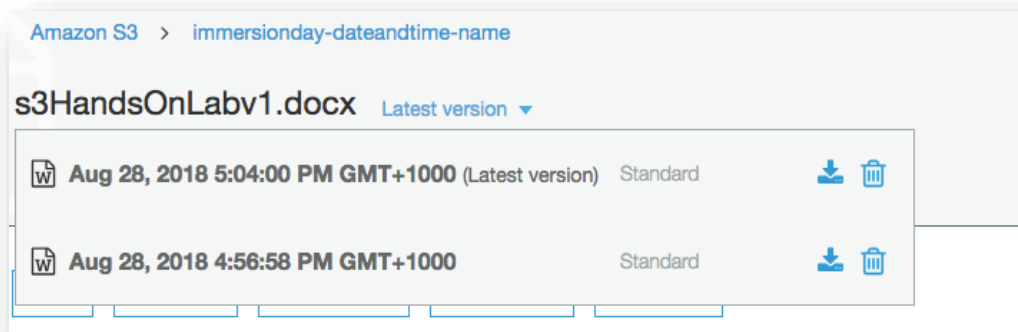 Amazon S3 > immersionday-dateandtime-name
s3HandsOnLabv1.docx Latest version
W Aug 28, 2018 5:04:00 PM GMT+1000 (Latest version) Standard
W Aug 28, 2018 4:56:58 PM GMT+1000 Standard